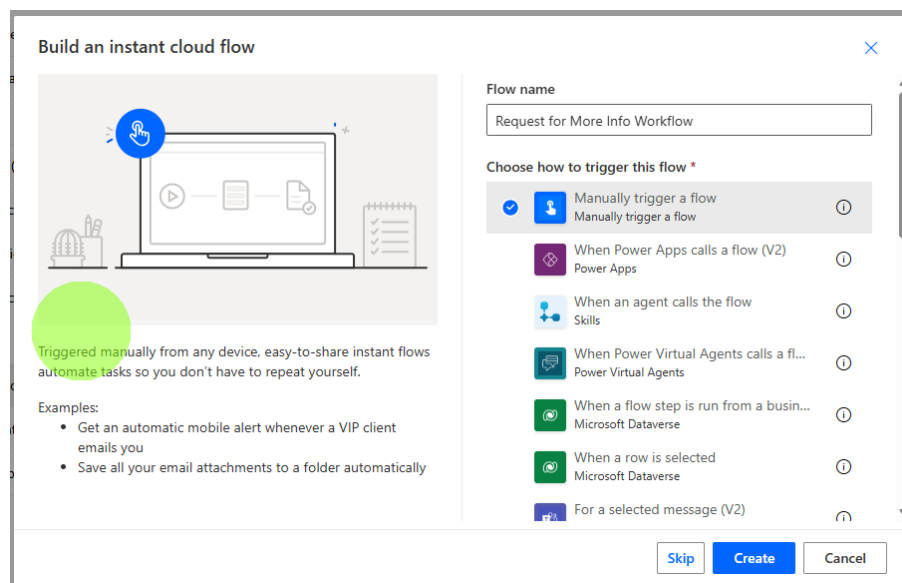 Build an instant cloud flow
Triggered manually from any device, easy-to-share instant flows
automate tasks so you don't have to repeat yourself.
Examples:
Get an automatic mobile alert whenever a VIP client
emails you
Save all your email attachments to a folder automatically
Flow name
Request for More Info Workflow
Choose how to trigger this flow *
Manually trigger a flow
Manually trigger a flow
When Power Apps calls a flow (V2)
Power Apps
When an agent calls the flow
Skills
When Power Virtual Agents calls a fl...
Power Virtual Agents
When a flow step is run from a busin...
Microsoft Dataverse
When a row is selected
Microsoft Dataverse
For a selected message (V2)
Skip
Create
Cancel